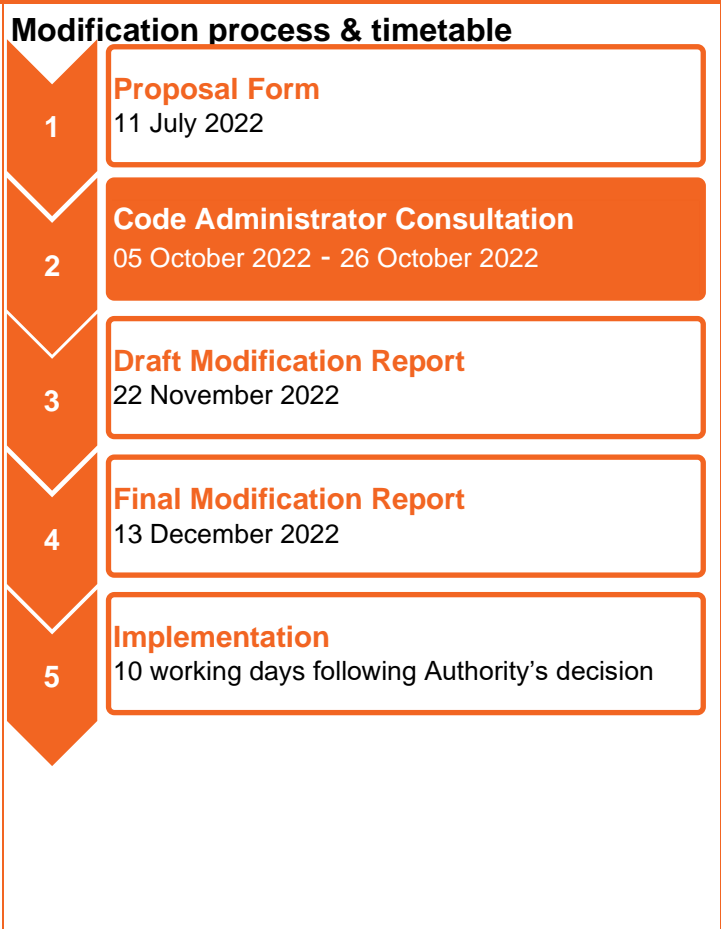 Modification process & timetable
1
Proposal Form
11 July 2022
2
Code Administrator Consultation
05 October 2022 - 26 October 2022
3
Draft Modification Report
22 November 2022
4
Final Modification Report
13 December 2022
5
Implementation
10 working days following Authority’s decision